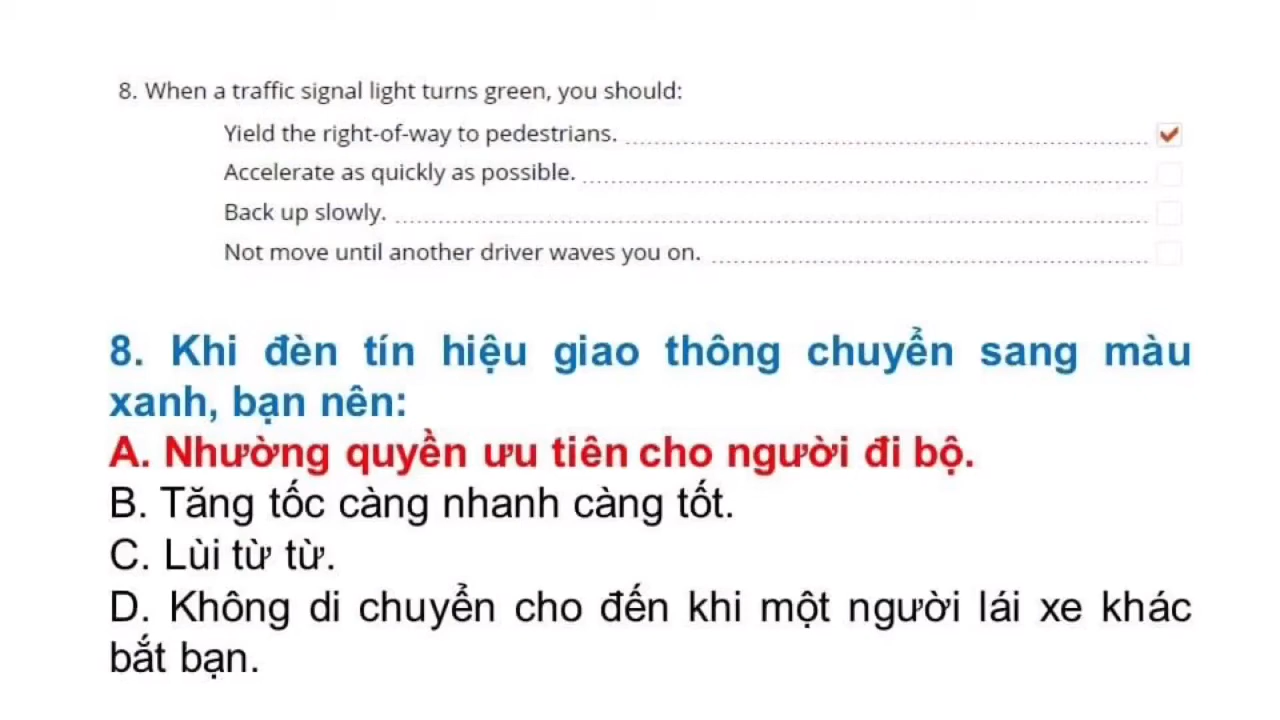 8. When a traffic signal light turns green, you should:
Yield the right-of-way to pedestrians.
Accelerate as quickly as possible.
Back up slowly.
Not move until another driver waves you on.
8. Khi đèn tín hiệu giao thông chuyển sang màu
xanh, bạn nên:
A. Nhường quyền ưu tiên cho người đi bộ.
B. Tăng tốc càng nhanh càng tốt.
C. Lùi từ từ.
D. Không di chuyển cho đến khi một người lái xe khác
bắt bạn.